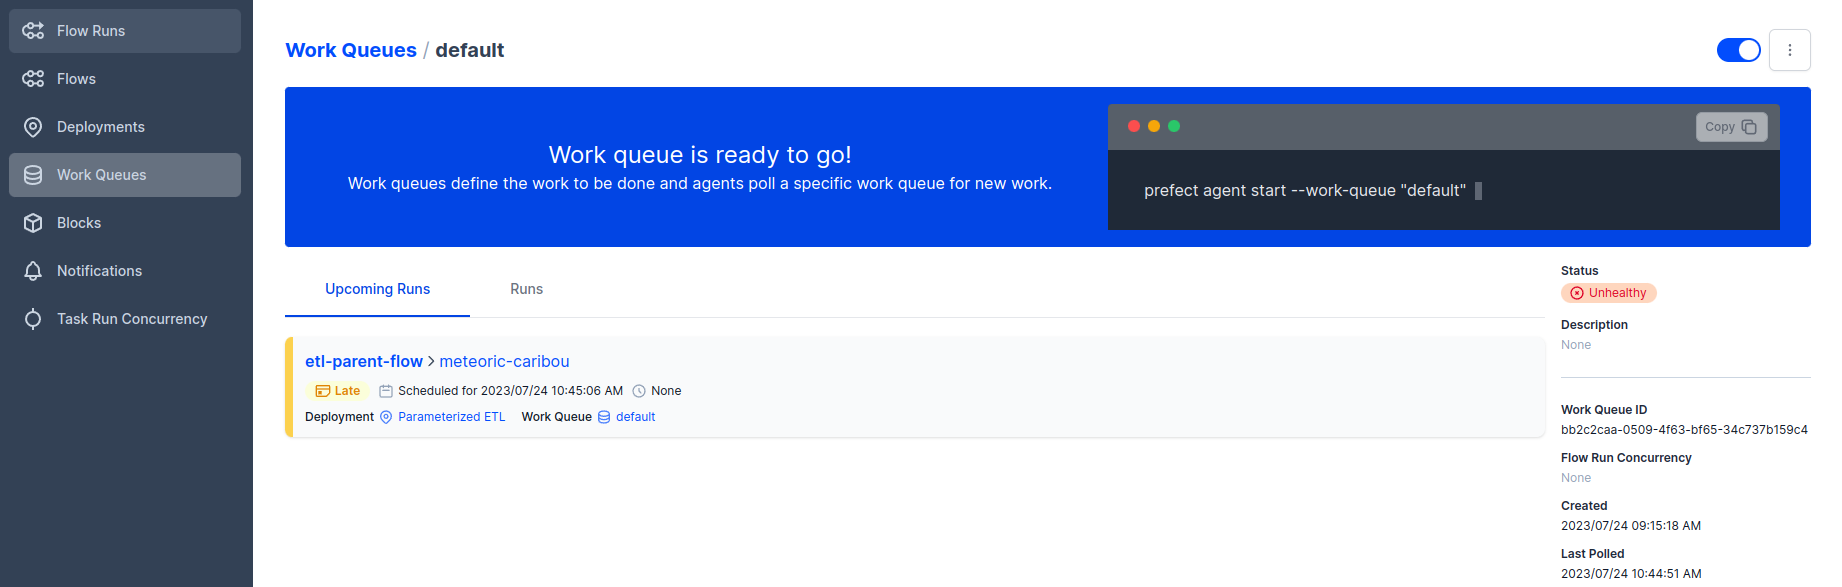 Flow Runs
Flows
Deployments
Work Queues
Blocks
Notifications
Task Run Concurrency
Work Queues / default
Work queue is ready to go!
Work queues define the work to be done and agents poll a specific work queue for new work.
Copy
prefect agent start --work-queue "default"
Upcoming Runs Runs
etl-parent-flow > meteoric-caribou
Late Scheduled for 2023/07/24 10:45:06 AM None
Deployment Parameterized ETL Work Queue default
Status
Unhealthy
Description
None
Work Queue ID
bb2c2caa-0509-4f63-bf65-34c737b159c4
Flow Run Concurrency
None
Created
2023/07/24 09:15:18 AM
Last Polled
2023/07/24 10:44:51 AM